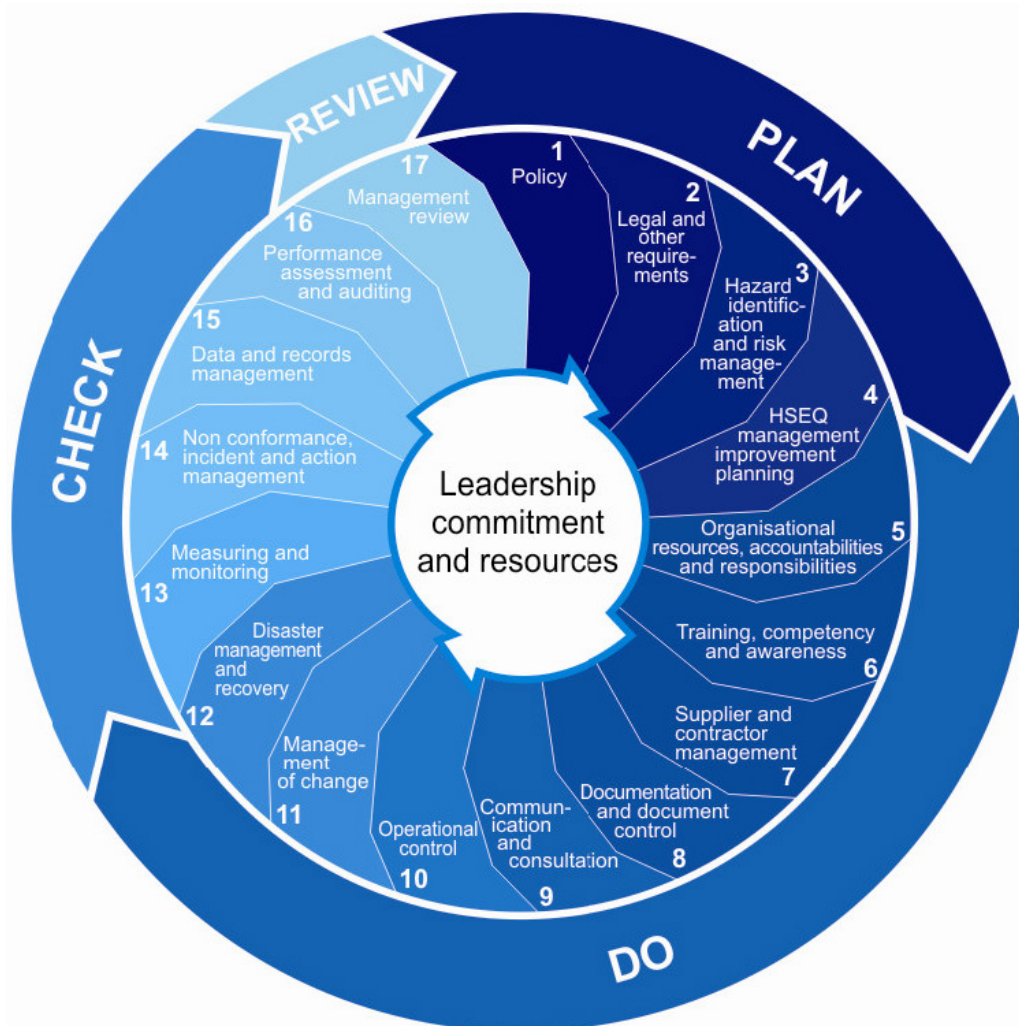 REVIEW
PLAN
DO
CHECK
1
Policy
2
Legal and
other
require-
ments
3
Hazard
identific-
ation
and risk
manage-
ment
4
HSEQ
management
improvement
planning
5
Organisational
resources, accountabilities
and responsibilities
6
Training, competency
and awareness
7
Supplier and
contractor
management
8
Documentation
and document
control
9
Commun-
ication
and
consultation
10
Operational
control
11
Manage-
ment
of change
12
Disaster
management
and
recovery
13
Measuring and
monitoring
14
Non conformance,
incident and action
management
15
Data and records
management
16
Performance
assessment
and auditing
17
Management
review
Leadership
commitment
and resources